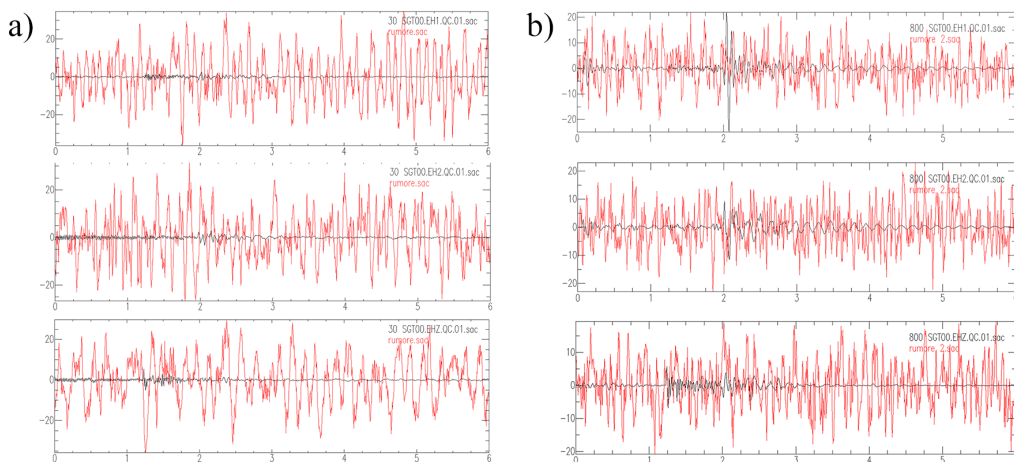 a)
30 SGT00.EH1.QC.01.sac
rumore.sac
20
0
-20
0 1 2 3 4 5 6
30 SGT00.EH2.QC.01.sac
rumore.sac
20
0
-20
0 1 2 3 4 5 6
30 SGT00.EHZ.QC.01.sac
rumore.sac
20
0
-20
0 1 2 3 4 5 6
b)
800 SGT00.EH1.QC.01.sac
rumore_2.sac
20
10
0
-10
-20
0 1 2 3 4 5
800 SGT00.EH2.QC.01.sac
rumore_2.sac
20
10
0
-10
-20
0 1 2 3 4 5
800 SGT00.EHZ.QC.01.sac
rumore_2.sac
10
0
-10
-20
0 1 2 3 4 5